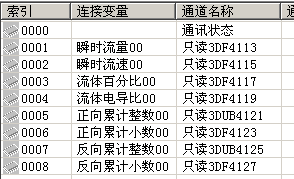 索引 连接变量 通道名称
0000 通讯状态
0001 瞬时流量00 只读3DF4113
0002 瞬时流速00 只读3DF4115
0003 流体百分比00 只读3DF4117
0004 流体电导比00 只读3DF4119
0005 正向累计整数00 只读3DUB4121
0006 正向累计小数00 只读3DF4123
0007 反向累计整数00 只读3DUB4125
0008 反向累计小数00 只读3DF4127